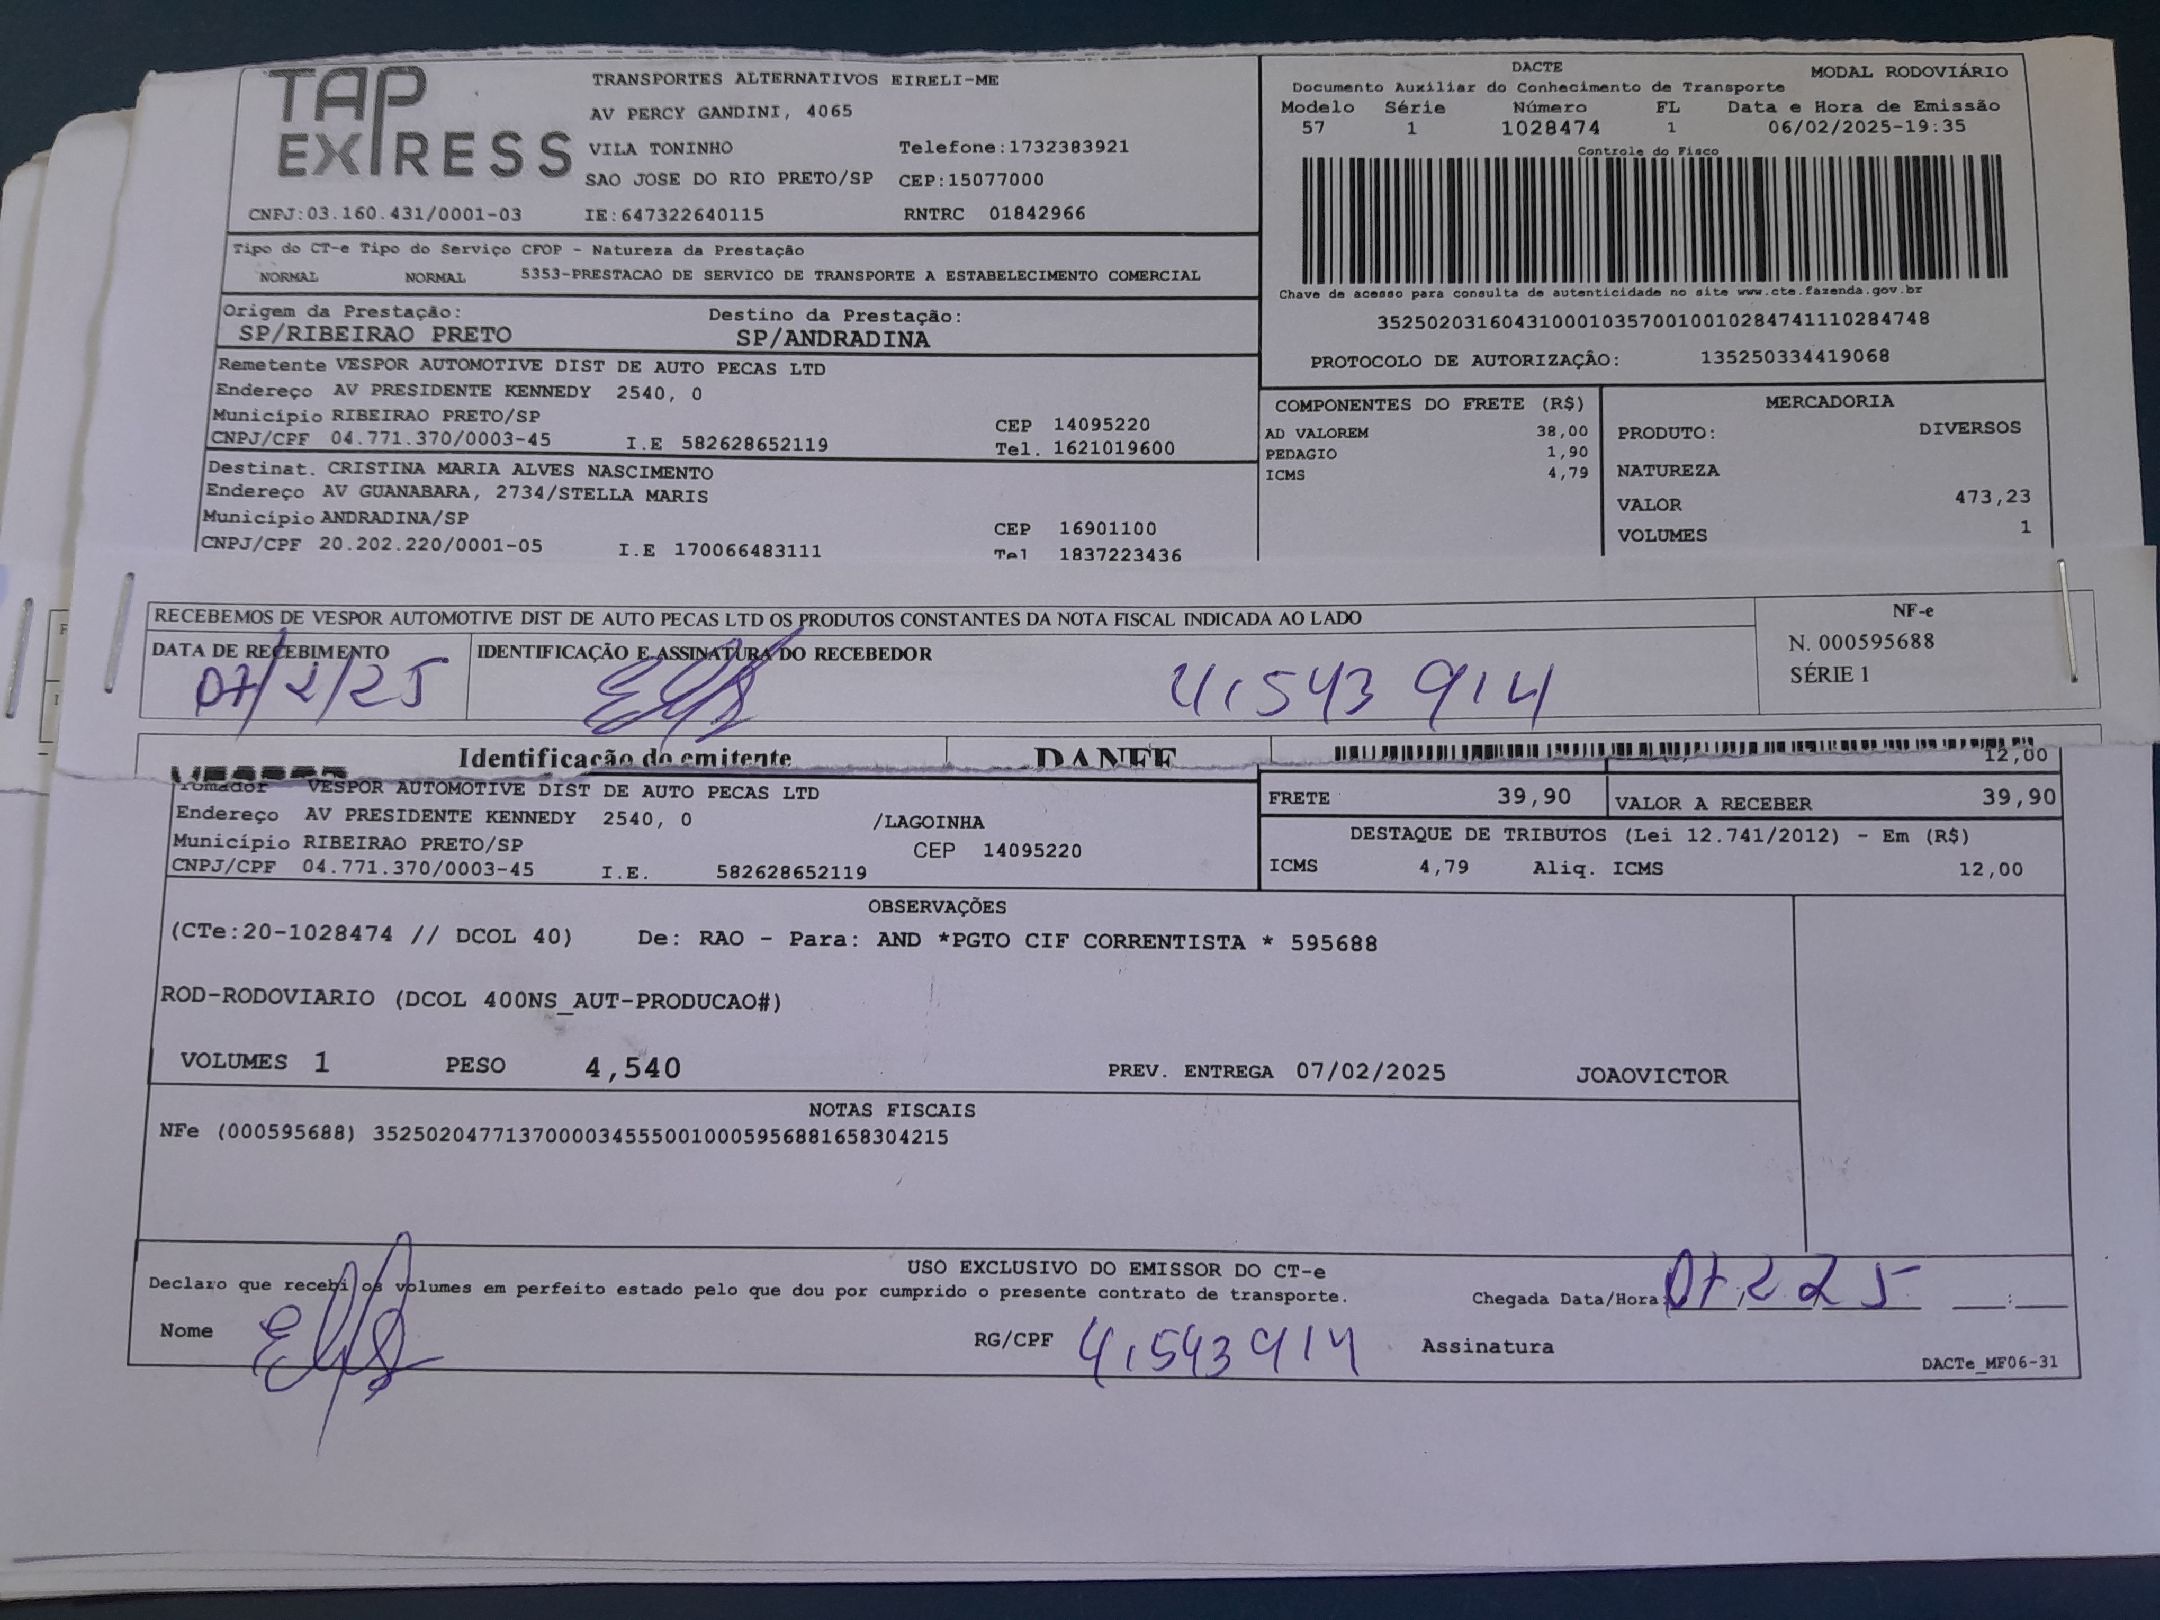 TAP EXPRESS
TRANSPORTES ALTERNATIVOS EIRELI-ME
AV PERCY GANDINI, 4065
VILA TONINHO Telefone:1732383921
SAO JOSE DO RIO PRETO/SP CEP:15077000
CNPJ:03.160.431/0001-03 IE:647322640115 RNTRC 01842966
DACTE MODAL RODOVIÁRIO
Documento Auxiliar do Conhecimento de Transporte
Modelo Série Número FL Data e Hora de Emissão
57 1 1028474 1 06/02/2025-19:35
Controle do Fisco
Chave de acesso para consulta de autenticidade no site www.cte.fazenda.gov.br
35250203160431000103570010010284741110284748
PROTOCOLO DE AUTORIZAÇÃO: 135250334419068
Tipo do CT-e Tipo do Serviço CFOP - Natureza da Prestação
NORMAL NORMAL 5353-PRESTACAO DE SERVICO DE TRANSPORTE A ESTABELECIMENTO COMERCIAL
Origem da Prestação: Destino da Prestação:
SP/RIBEIRAO PRETO SP/ANDRADINA
Remetente VESPOR AUTOMOTIVE DIST DE AUTO PECAS LTD
Endereço AV PRESIDENTE KENNEDY 2540, 0
Município RIBEIRAO PRETO/SP CEP 14095220
CNPJ/CPF 04.771.370/0003-45 I.E 582628652119 Tel. 1621019600
Destinat. CRISTINA MARIA ALVES NASCIMENTO
Endereço AV GUANABARA, 2734/STELLA MARIS
Município ANDRADINA/SP CEP 16901100
CNPJ/CPF 20.202.220/0001-05 I.E 170066483111 Tel 1837223436
COMPONENTES DO FRETE (R$)
AD VALOREM 38,00
PEDAGIO 1,90
ICMS 4,79
MERCADORIA
PRODUTO: DIVERSOS
NATUREZA
VALOR 473,23
VOLUMES 1
RECEBEMOS DE VESPOR AUTOMOTIVE DIST DE AUTO PECAS LTD OS PRODUTOS CONSTANTES DA NOTA FISCAL INDICADA AO LADO
DATA DE RECEBIMENTO IDENTIFICAÇÃO E ASSINATURA DO RECEBEDOR
07/2/25 41543 914
NF-e
N. 000595688
SÉRIE 1
Identificação do emitente DANFE
12,00
Tomador VESPOR AUTOMOTIVE DIST DE AUTO PECAS LTD
Endereço AV PRESIDENTE KENNEDY 2540, 0 /LAGOINHA
Município RIBEIRAO PRETO/SP CEP 14095220
CNPJ/CPF 04.771.370/0003-45 I.E. 582628652119
FRETE 39,90 VALOR A RECEBER 39,90
DESTAQUE DE TRIBUTOS (Lei 12.741/2012) - Em (R$)
ICMS 4,79 Aliq. ICMS 12,00
OBSERVAÇÕES
(CTe:20-1028474 // DCOL 40) De: RAO - Para: AND *PGTO CIF CORRENTISTA * 595688
ROD-RODOVIARIO (DCOL 400NS_AUT-PRODUCAO#)
VOLUMES 1 PESO 4,540 PREV. ENTREGA 07/02/2025 JOAOVICTOR
NOTAS FISCAIS
NFe (000595688) 35250204771370000345550010005956881658304215
USO EXCLUSIVO DO EMISSOR DO CT-e
Declaro que recebi os volumes em perfeito estado pelo que dou por cumprido o presente contrato de transporte. Chegada Data/Hora: 07 2 25 __:__
Nome RG/CPF 41543914 Assinatura
DACTe_MF06-31